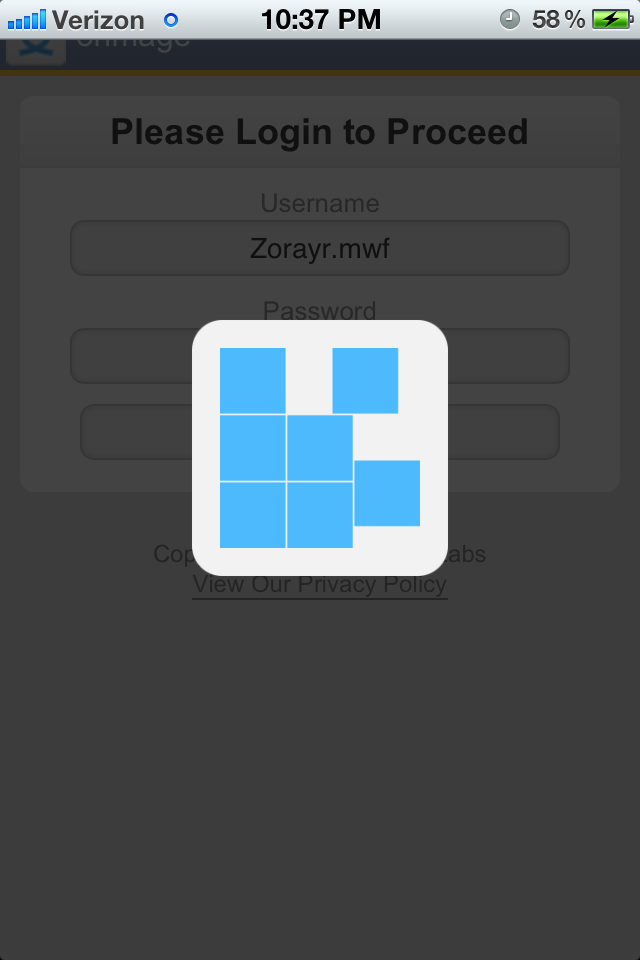 Verizon 10:37 PM 58 %
Please Login to Proceed
Username
Zorayr.mwf
Password
View Our Privacy Policy